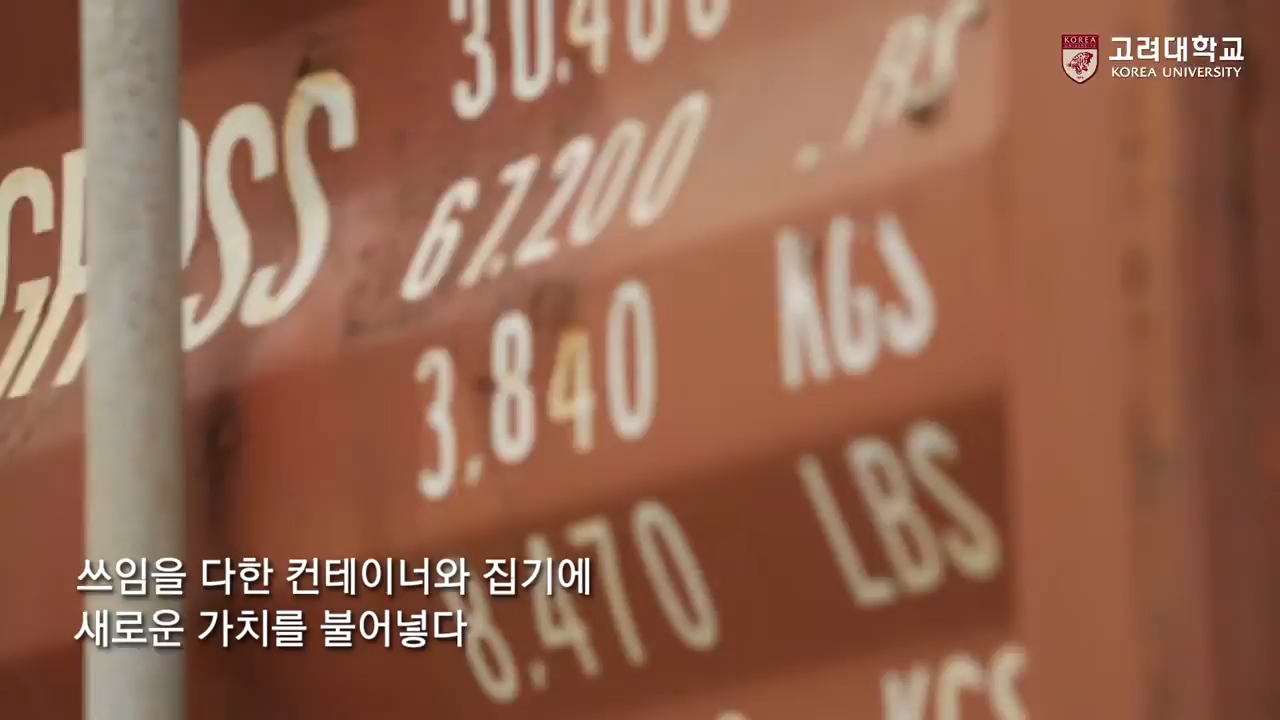 고려대학교
KOREA UNIVERSITY
30.480
GROSS
67.200
3.840 KGS
8.470 LBS
KGS
쓰임을 다한 컨테이너와 집기에
새로운 가치를 불어넣다